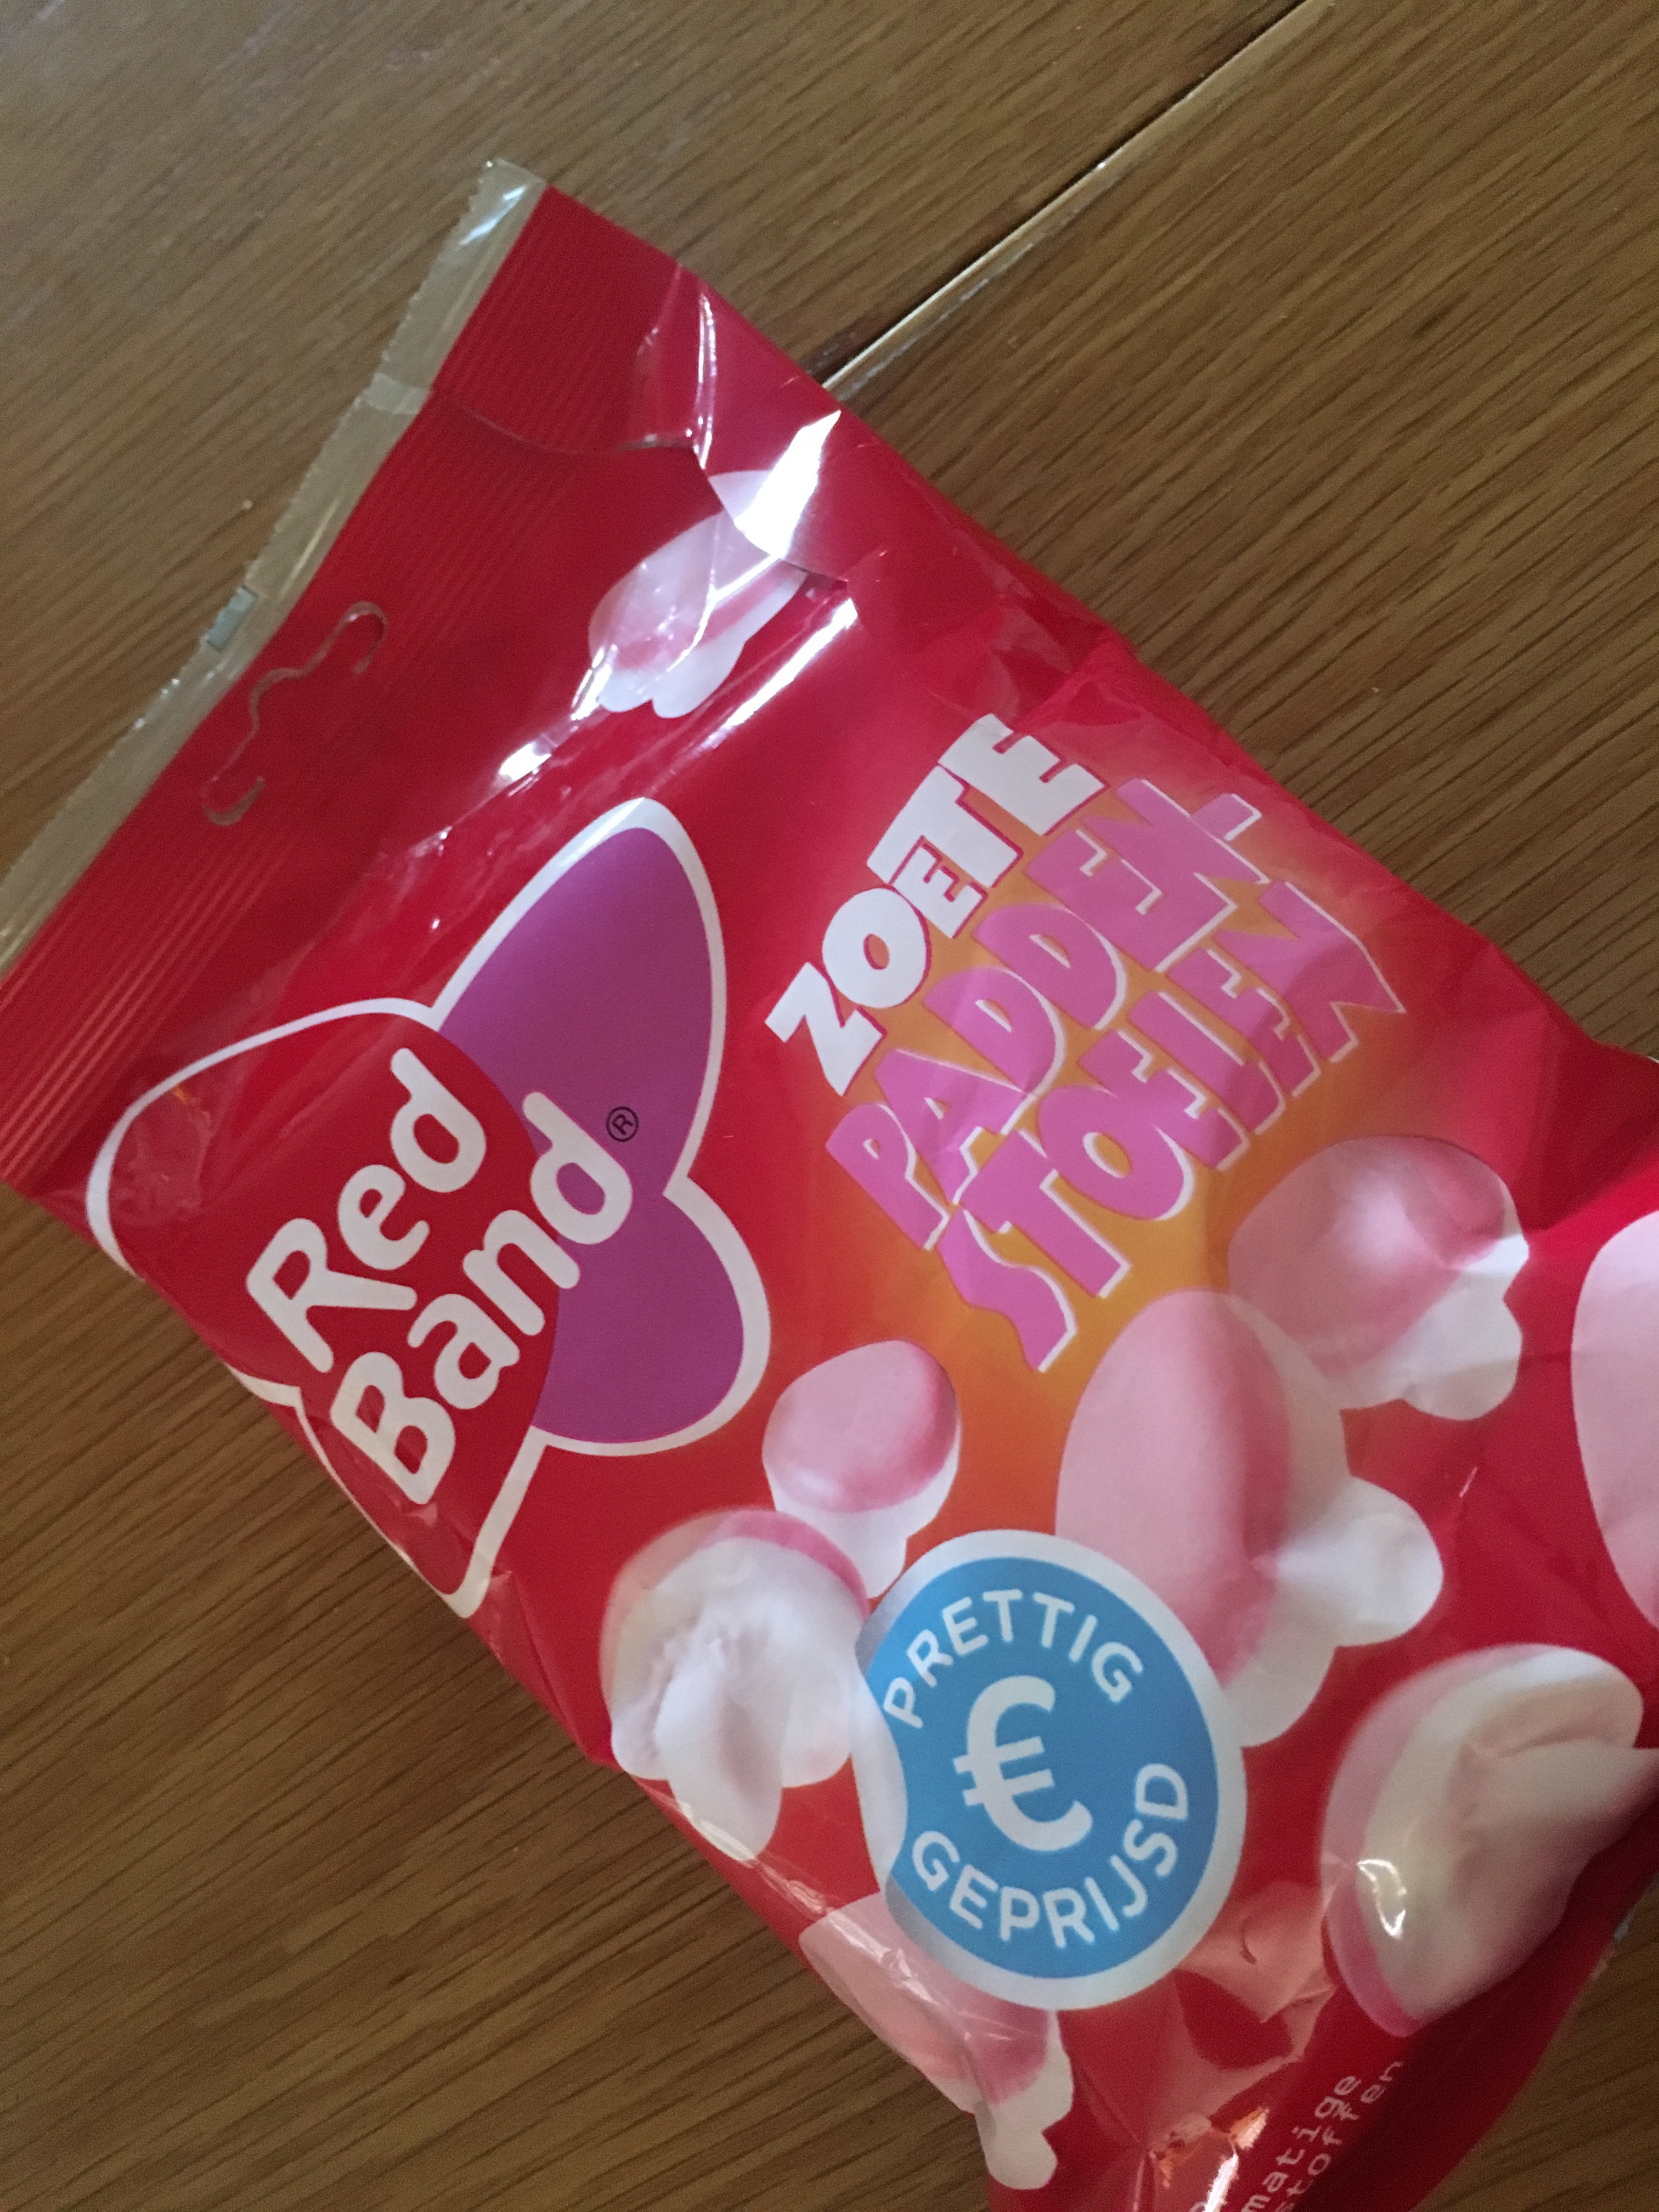 Red
Band®
ZOETE
PADDEN
STOELEN
PRETTIG
€
GEPRIJSD